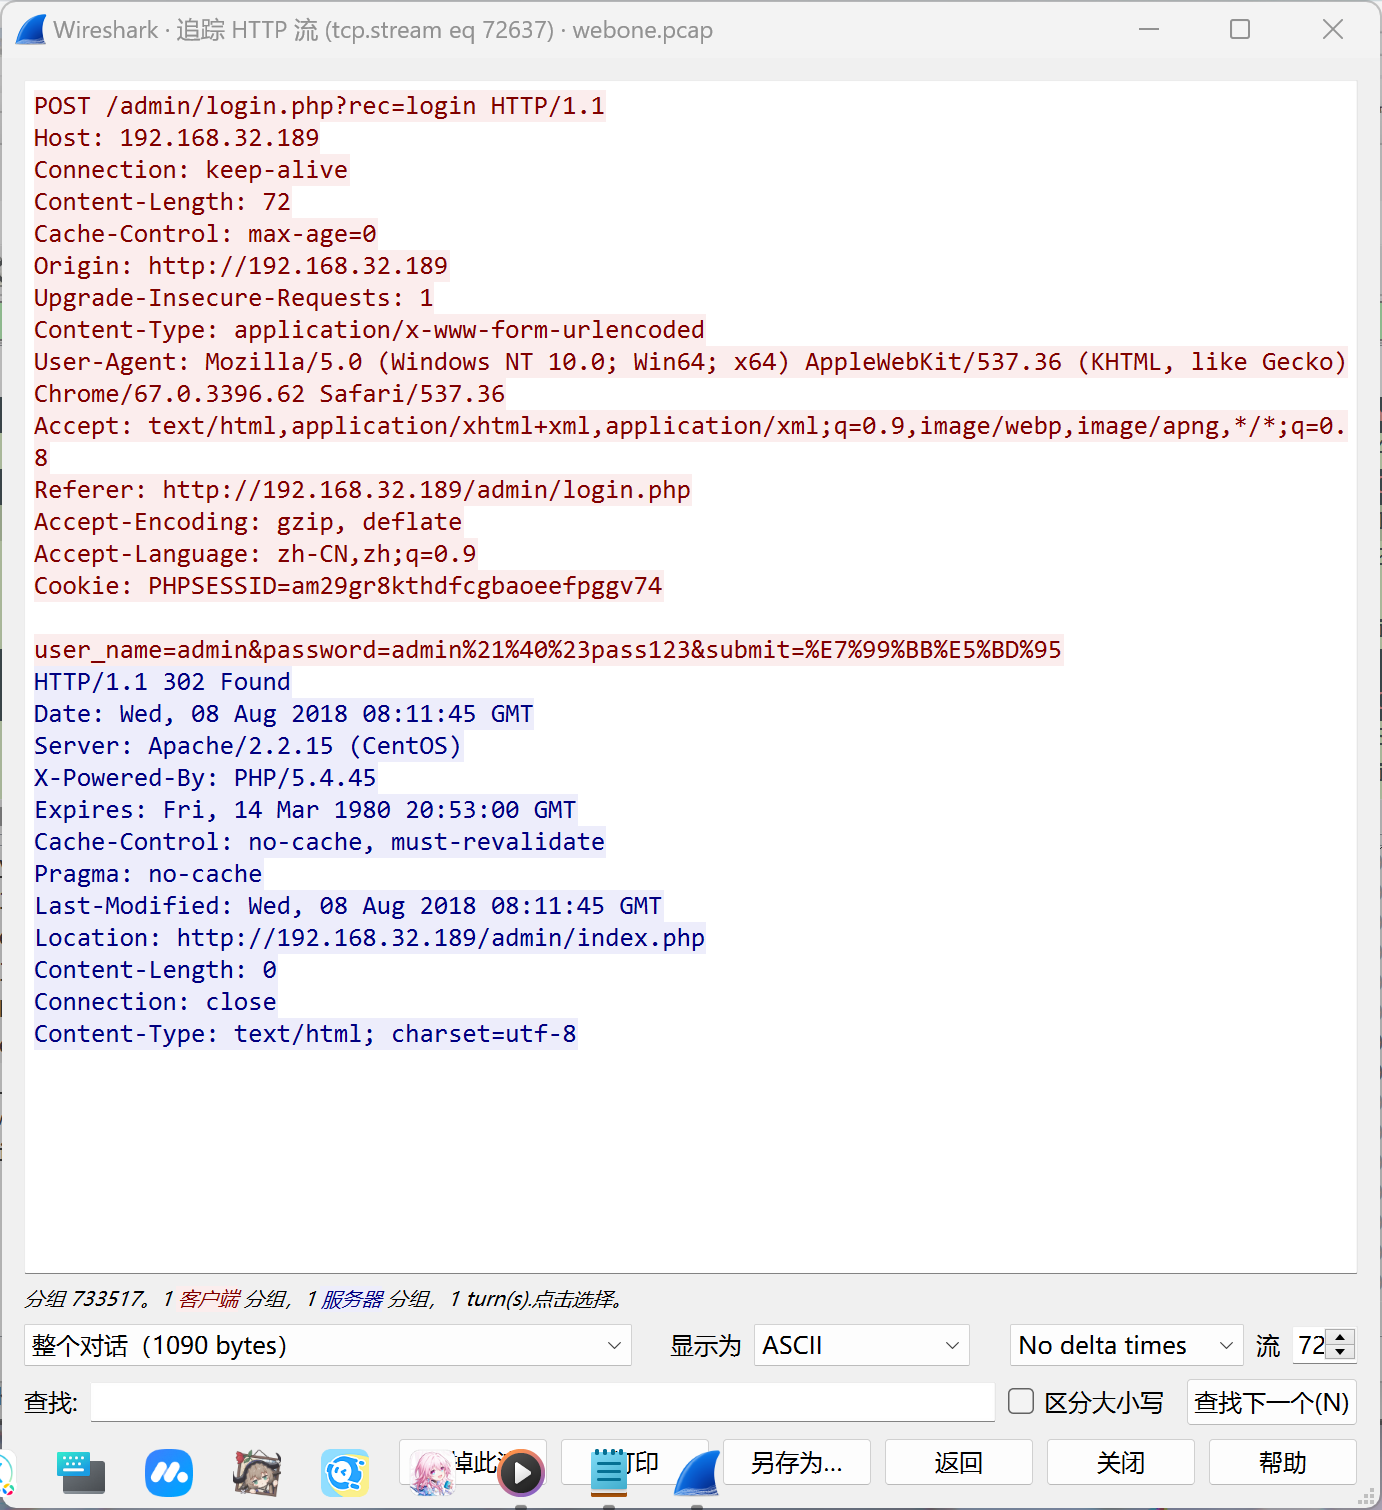 Wireshark · 追踪 HTTP 流 (tcp.stream eq 72637) · webone.pcap
POST /admin/login.php?rec=login HTTP/1.1
Host: 192.168.32.189
Connection: keep-alive
Content-Length: 72
Cache-Control: max-age=0
Origin: http://192.168.32.189
Upgrade-Insecure-Requests: 1
Content-Type: application/x-www-form-urlencoded
User-Agent: Mozilla/5.0 (Windows NT 10.0; Win64; x64) AppleWebKit/537.36 (KHTML, like Gecko)
Chrome/67.0.3396.62 Safari/537.36
Accept: text/html,application/xhtml+xml,application/xml;q=0.9,image/webp,image/apng,*/*;q=0.
8
Referer: http://192.168.32.189/admin/login.php
Accept-Encoding: gzip, deflate
Accept-Language: zh-CN,zh;q=0.9
Cookie: PHPSESSID=am29gr8kthdfcgbaoeefpggv74
user_name=admin&password=admin%21%40%23pass123&submit=%E7%99%BB%E5%BD%95
HTTP/1.1 302 Found
Date: Wed, 08 Aug 2018 08:11:45 GMT
Server: Apache/2.2.15 (CentOS)
X-Powered-By: PHP/5.4.45
Expires: Fri, 14 Mar 1980 20:53:00 GMT
Cache-Control: no-cache, must-revalidate
Pragma: no-cache
Last-Modified: Wed, 08 Aug 2018 08:11:45 GMT
Location: http://192.168.32.189/admin/index.php
Content-Length: 0
Connection: close
Content-Type: text/html; charset=utf-8
分组 733517。1 客户端 分组，1 服务器 分组，1 turn(s).点击选择。
整个对话（1090 bytes） 显示为 ASCII No delta times 流 72
查找: 区分大小写 查找下一个(N)
掉此 印 另存为… 返回 关闭 帮助